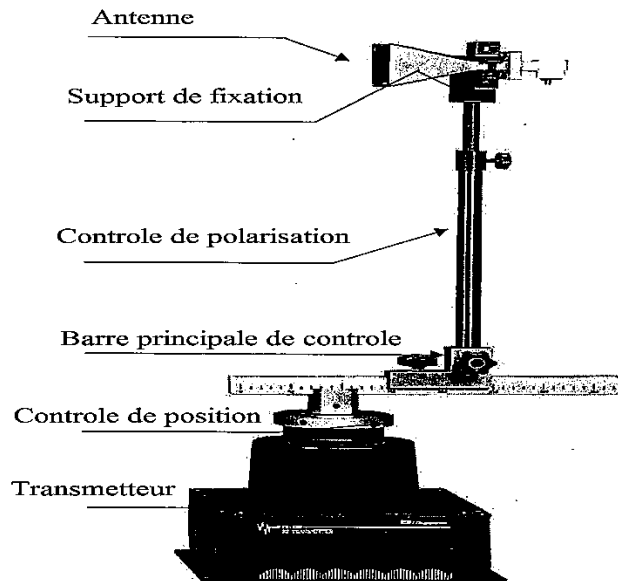 Antenne
Support de fixation
Controle de polarisation
Barre principale de controle
Controle de position
Transmetteur